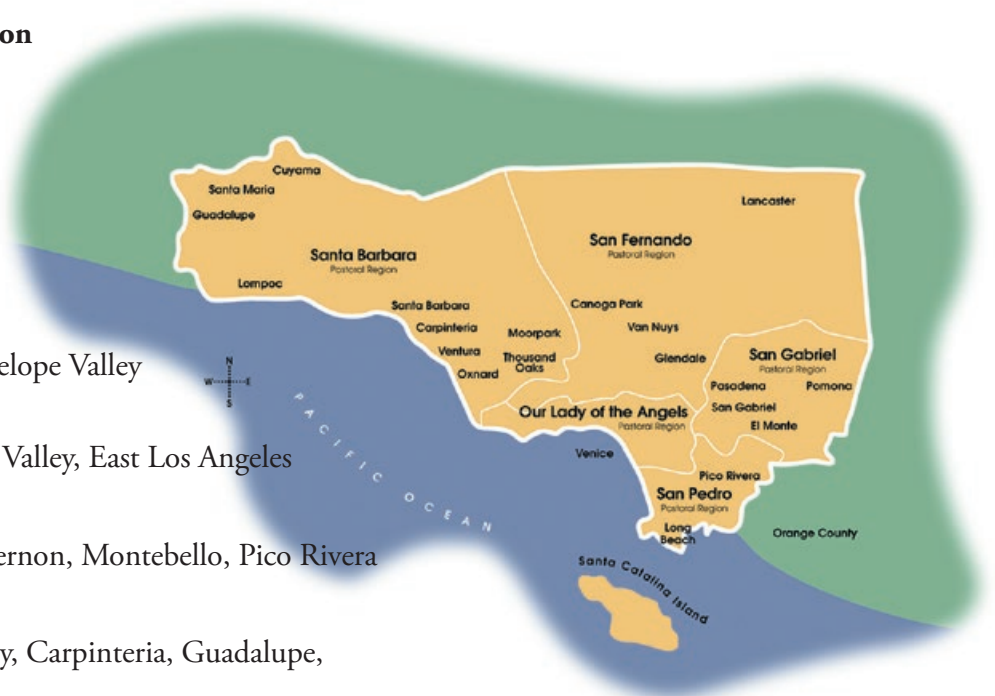 on
Cuyama
Santa Maria
Guadalupe
Lancaster
San Fernando
Pastoral Region
Santa Barbara
Pastoral Region
Lompoc
Santa Barbara
Canoga Park
Carpinteria
Moorpark
Van Nuys
Ventura
Thousand
Oaks
Oxnard
Glendale
San Gabriel
Pastoral Region
Pasadena
Pomona
San Gabriel
El Monte
Our Lady of the Angels
Pastoral Region
Venice
Pico Rivera
San Pedro
Pastoral Region
Long
Beach
Orange County
Santa Catalina Island
PACIFIC OCEAN
N
W
E
S
elope Valley
Valley, East Los Angeles
ernon, Montebello, Pico Rivera
y, Carpinteria, Guadalupe,